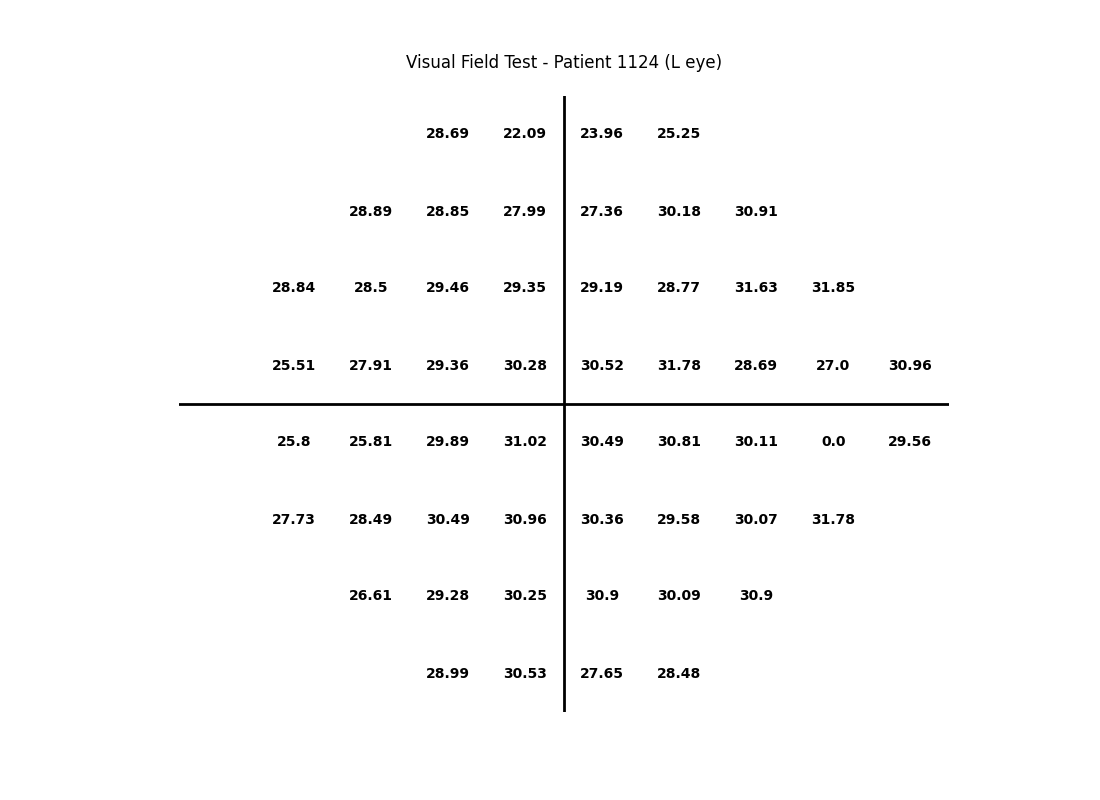 Visual Field Test - Patient 1124 (L eye)
28.69 22.09 23.96 25.25
28.89 28.85 27.99 27.36 30.18 30.91
28.84 28.5 29.46 29.35 29.19 28.77 31.63 31.85
25.51 27.91 29.36 30.28 30.52 31.78 28.69 27.0 30.96
25.8 25.81 29.89 31.02 30.49 30.81 30.11 0.0 29.56
27.73 28.49 30.49 30.96 30.36 29.58 30.07 31.78
26.61 29.28 30.25 30.9 30.09 30.9
28.99 30.53 27.65 28.48